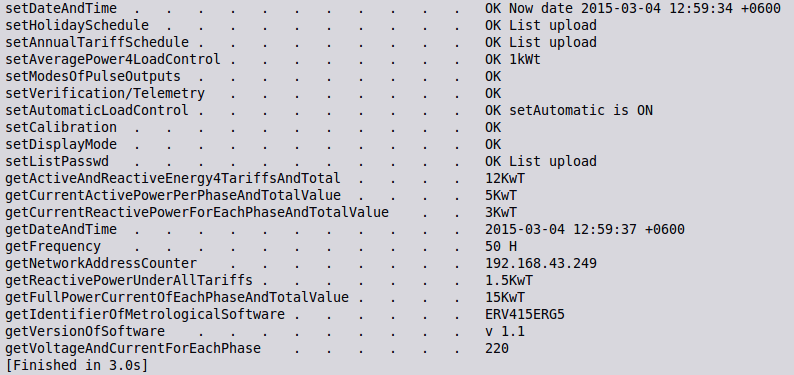 setDateAndTime . . . . . . . . . . . OK Now date 2015-03-04 12:59:34 +0600
setHolidaySchedule . . . . . . . . . . OK List upload
setAnnualTariffSchedule . . . . . . . . . OK List upload
setAveragePower4LoadControl . . . . . . . . OK 1kWt
setModesOfPulseOutputs . . . . . . . . . OK
setVerification/Telemetry . . . . . . . . OK
setAutomaticLoadControl . . . . . . . . . OK setAutomatic is ON
setCalibration . . . . . . . . . . . OK
setDisplayMode . . . . . . . . . . . OK
setListPasswd . . . . . . . . . . . OK List upload
getActiveAndReactiveEnergy4TariffsAndTotal . . . . 12KwT
getCurrentActivePowerPerPhaseAndTotalValue . . . . 5KwT
getCurrentReactivePowerForEachPhaseAndTotalValue . . 3KwT
getDateAndTime . . . . . . . . . . . 2015-03-04 12:59:37 +0600
getFrequency . . . . . . . . . . . 50 H
getNetworkAddressCounter . . . . . . . . 192.168.43.249
getReactivePowerUnderAllTariffs . . . . . . . 1.5KwT
getFullPowerCurrentOfEachPhaseAndTotalValue . . . . 15KwT
getIdentifierOfMetrologicalSoftware . . . . . . ERV415ERG5
getVersionOfSoftware . . . . . . . . . v 1.1
getVoltageAndCurrentForEachPhase . . . . . . 220
[Finished in 3.0s]